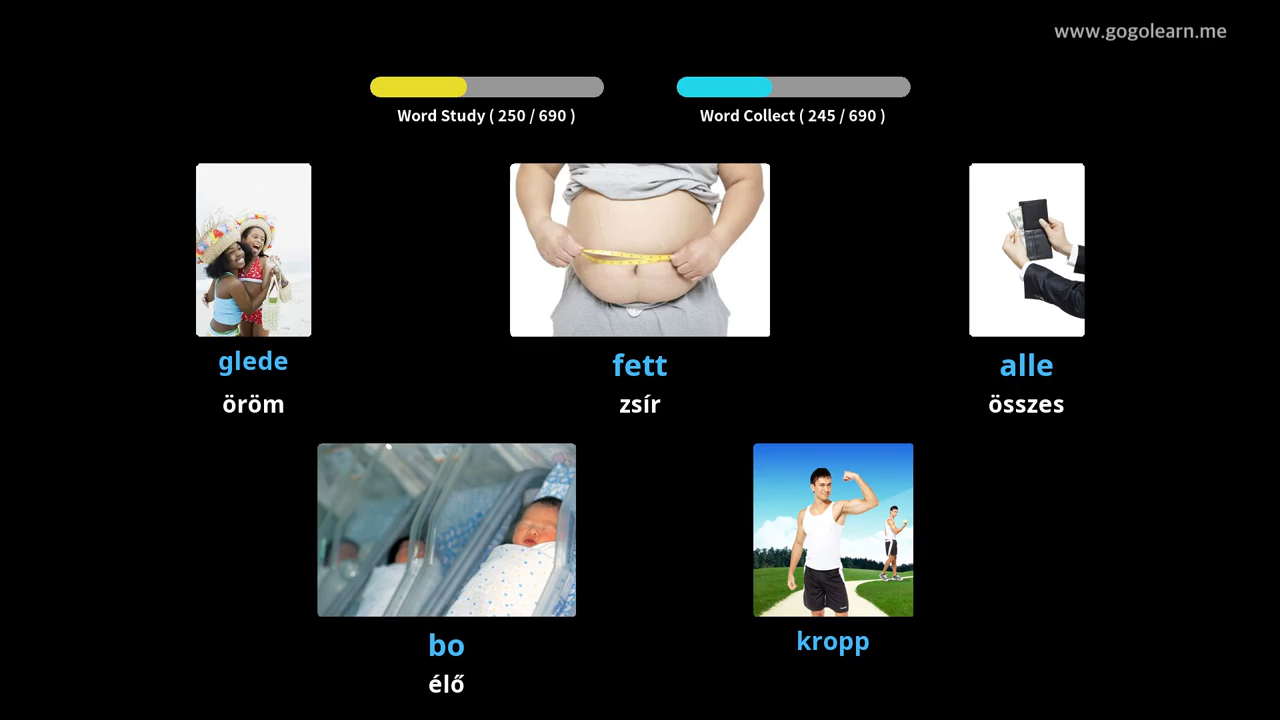 www.gogolearn.me
Word Study ( 250 / 690 )
Word Collect ( 245 / 690 )
glede
fett
alle
öröm
zsír
összes
bo
kropp
élő